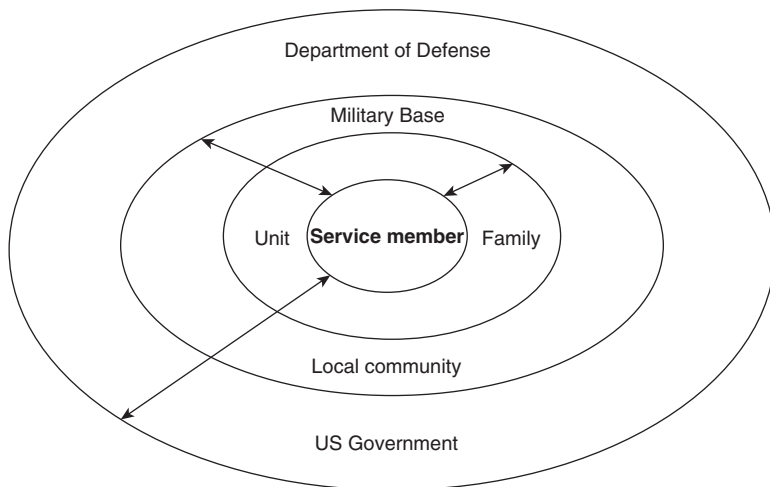 Department of Defense
Military Base
Unit
Service member
Family
Local community
US Government